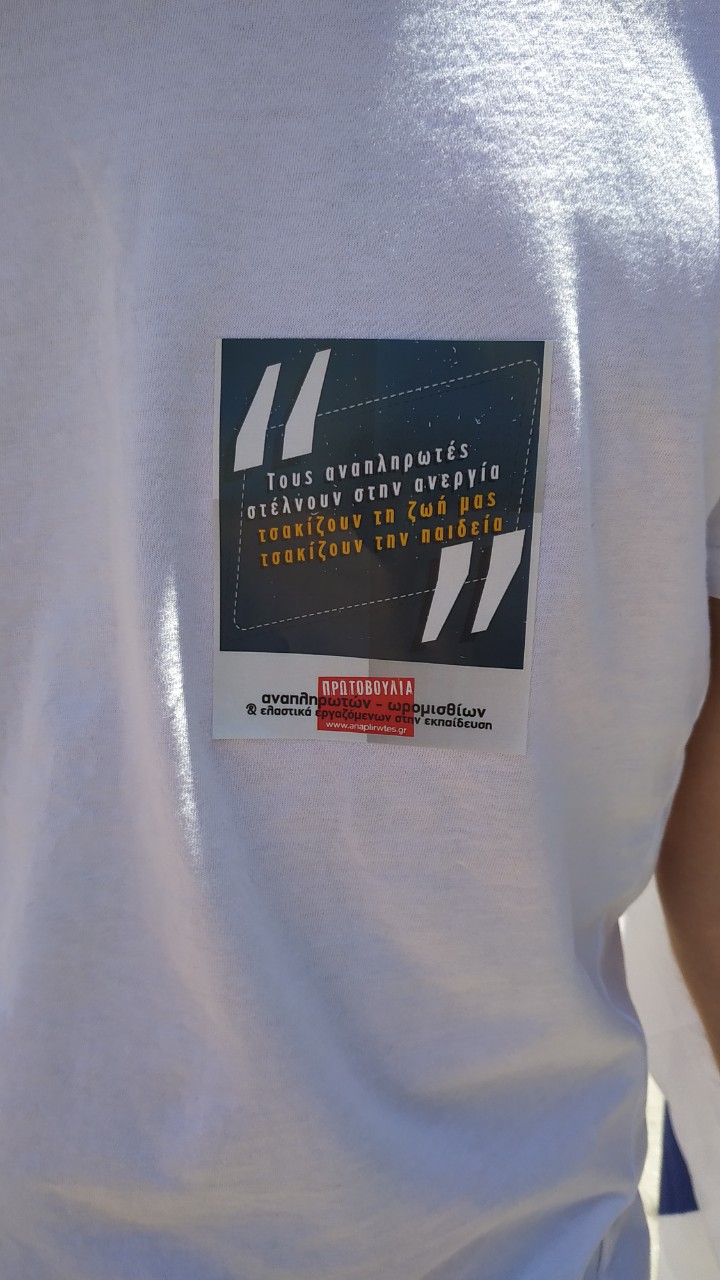 Τους αναπληρωτές
στέλνουν στην ανεργία
τσακίζουν τη ζωή μας
τσακίζουν την παιδεία
ΠΡΩΤΟΒΟΥΛΙΑ
αναπληρωτών - ωρομισθίων
& ελαστικά εργαζόμενων στην εκπαίδευση
www.anaplirwtes.gr